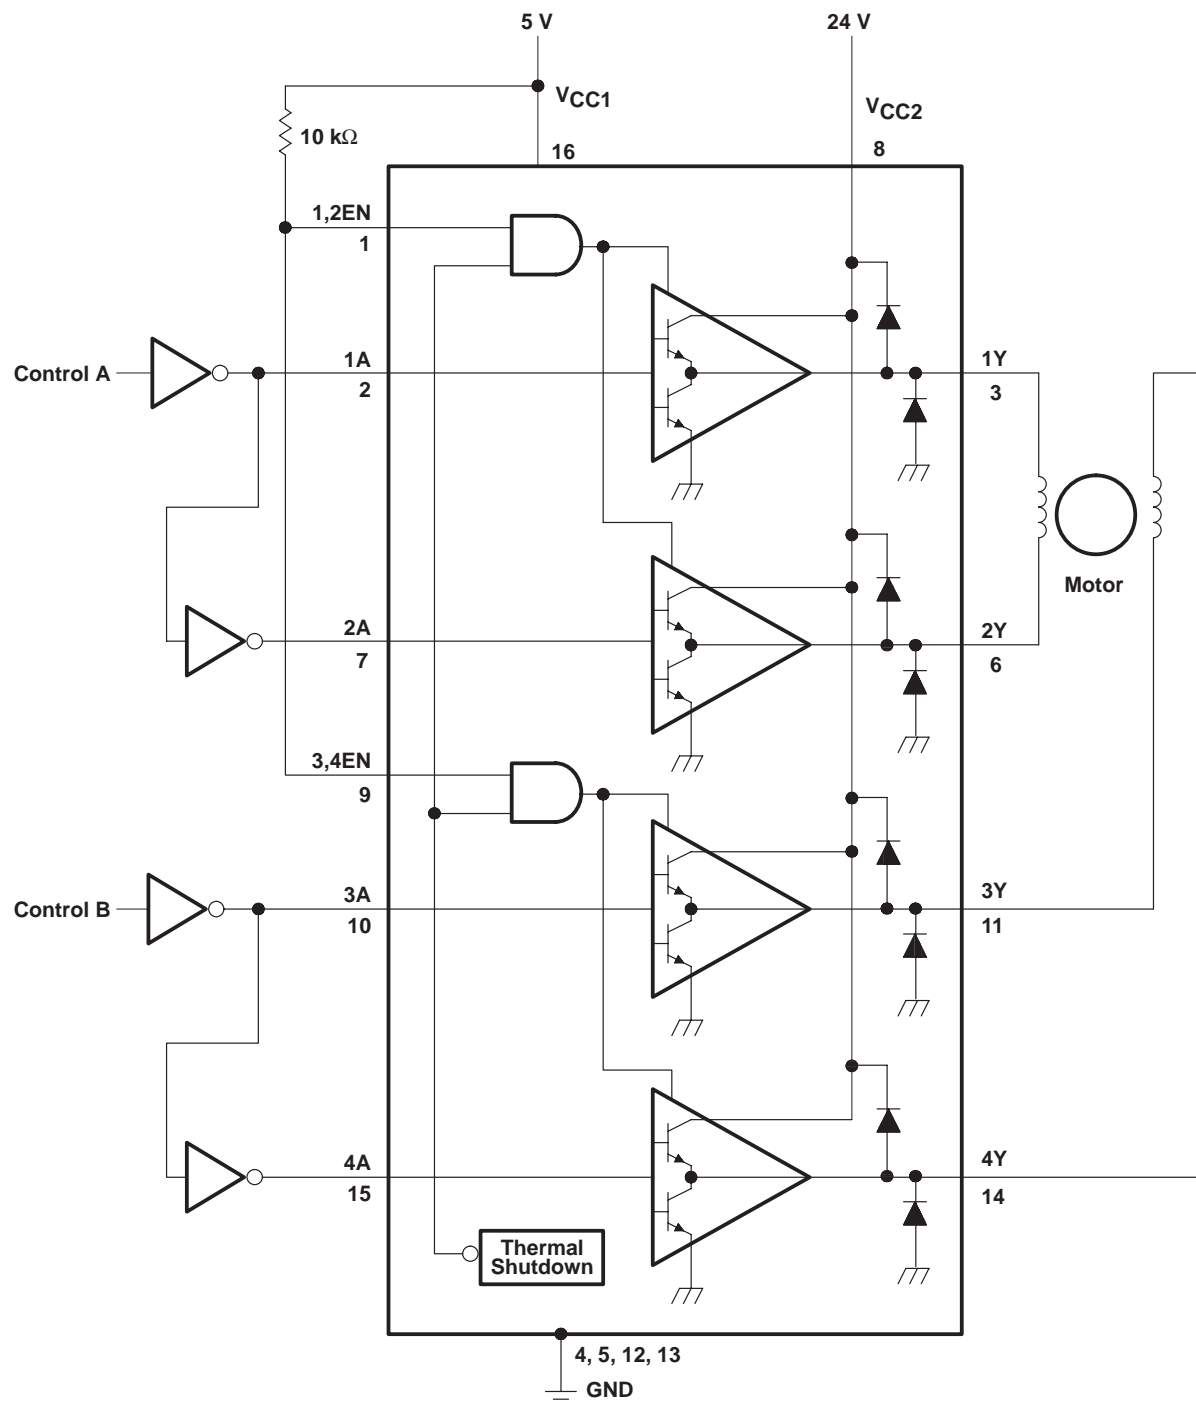 5 V
24 V
VCC1
VCC2
10 kΩ
16
8
1,2EN
1
Control A
1A
2
1Y
3
Motor
2A
7
2Y
6
3,4EN
9
Control B
3A
10
3Y
11
4A
15
4Y
14
Thermal
Shutdown
4, 5, 12, 13
GND